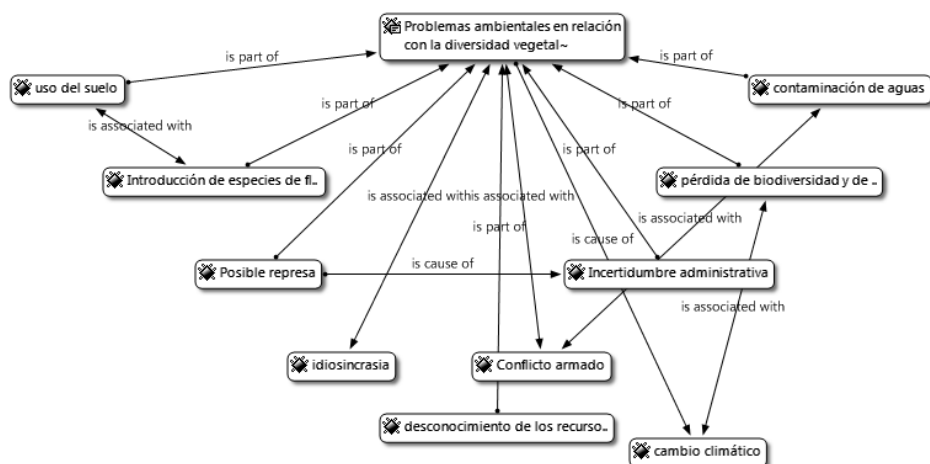 Problemas ambientales en relación
con la diversidad vegetal~
is part of
is part of
uso del suelo
contaminación de aguas
is associated with
is part of
is part of
is part of
is part of
Introducción de especies de fl..
pérdida de biodiversidad y de ..
is associated with
is associated with
is associated with
is part of
is cause of
Posible represa
is cause of
Incertidumbre administrativa
is associated with
idiosincrasia
Conflicto armado
desconocimiento de los recurso..
cambio climático